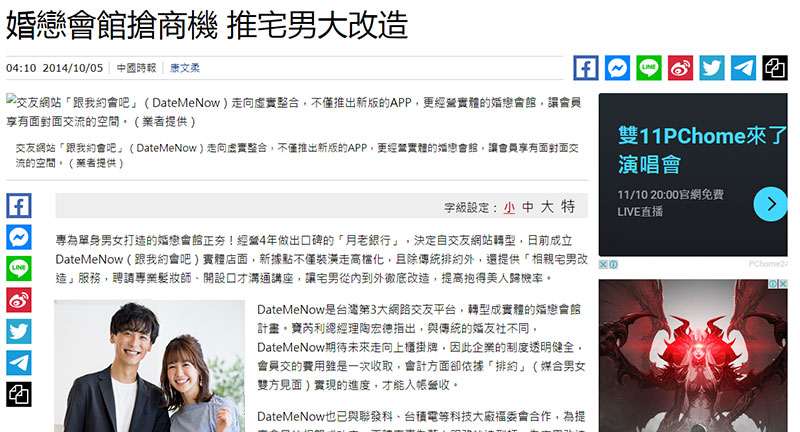 婚戀會館搶商機 推宅男大改造
04:10 2014/10/05 中國時報 康文柔
交友網站「跟我約會吧」（DateMeNow）走向虛實整合，不僅推出新版的APP，更經營實體的婚戀會館，讓會員
享有面對面交流的空間。（業者提供）
交友網站「跟我約會吧」（DateMeNow）走向虛實整合，不僅推出新版的APP，更經營實體的婚戀會館，讓會員享有面對面交
流的空間。（業者提供）
字級設定： 小 中 大 特
專為單身男女打造的婚戀會館正夯！經營4年做出口碑的「月老銀行」，決定自交友網站轉型，日前成立
DateMeNow（跟我約會吧）實體店面，新據點不僅裝潢走高檔化，且除傳統排約外，還提供「相親宅男改
造」服務，聘請專業髮妝師、開設口才溝通講座，讓宅男從內到外徹底改造，提高抱得美人歸機率。
DateMeNow是台灣第3大網路交友平台，轉型成實體的婚戀會館
計畫。寶芮利總經理陶宏德指出，與傳統的婚友社不同，
DateMeNow期待未來走向上櫃掛牌，因此企業的制度透明健全，
會員交的費用雖是一次收取，會計方面卻依據「排約」（媒合男女
雙方見面）實現的進度，才能入帳營收。
DateMeNow也已與聯發科、台積電等科技大廠福委會合作，為提
雙11PChome來了
演唱會
11/10 20:00官網免費
LIVE直播
PChome24
LINE
LINE